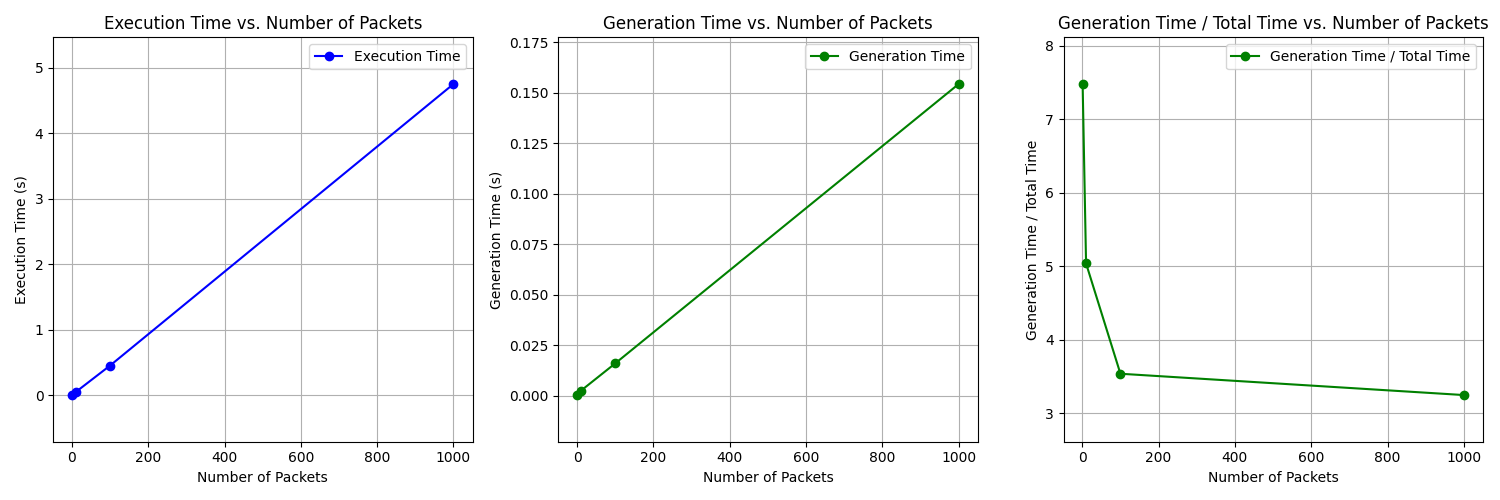 Execution Time vs. Number of Packets
Execution Time
Execution Time (s)
5
4
3
2
1
0
0 200 400 600 800 1000
Number of Packets
Generation Time vs. Number of Packets
Generation Time
Generation Time (s)
0.175
0.150
0.125
0.100
0.075
0.050
0.025
0.000
0 200 400 600 800 1000
Number of Packets
Generation Time / Total Time vs. Number of Packets
Generation Time / Total Time
Generation Time / Total Time
8
7
6
5
4
3
0 200 400 600 800 1000
Number of Packets